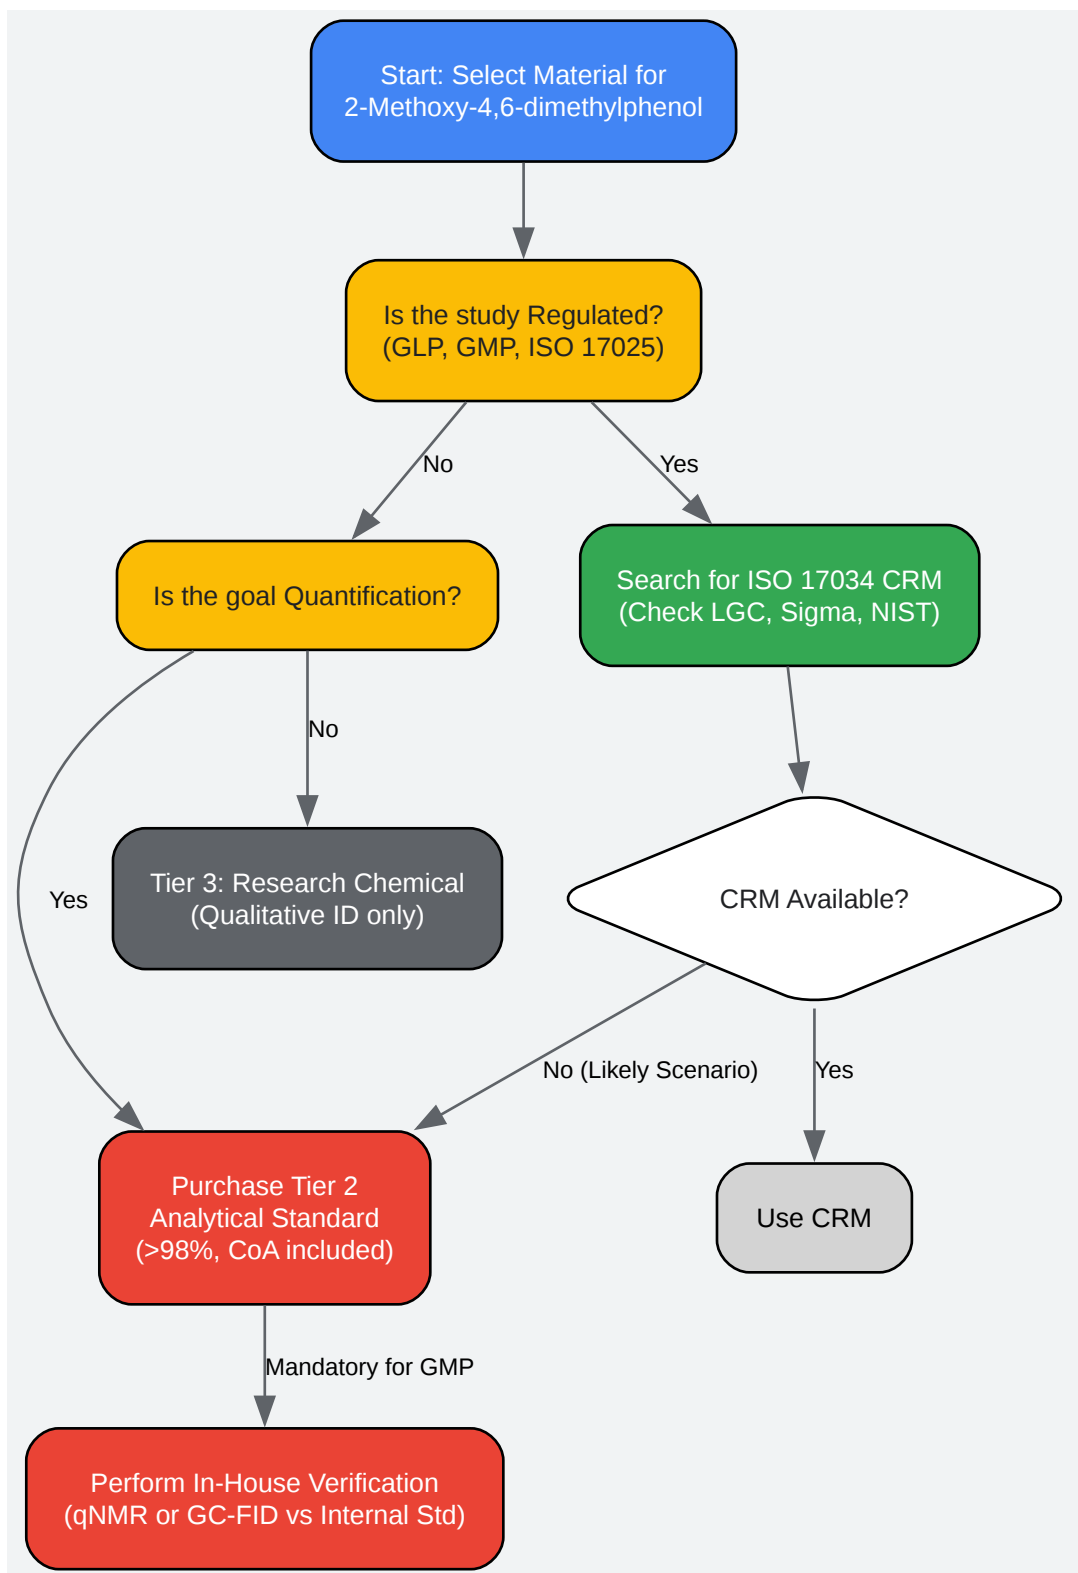 Start: Select Material for
2-Methoxy-4,6-dimethylphenol
Is the study Regulated?
(GLP, GMP, ISO 17025)
No
Yes
Is the goal Quantification?
Search for ISO 17034 CRM
(Check LGC, Sigma, NIST)
No
Tier 3: Research Chemical
(Qualitative ID only)
Yes
CRM Available?
No (Likely Scenario)
Yes
Purchase Tier 2
Analytical Standard
(>98%, CoA included)
Use CRM
Mandatory for GMP
Perform In-House Verification
(qNMR or GC-FID vs Internal Std)